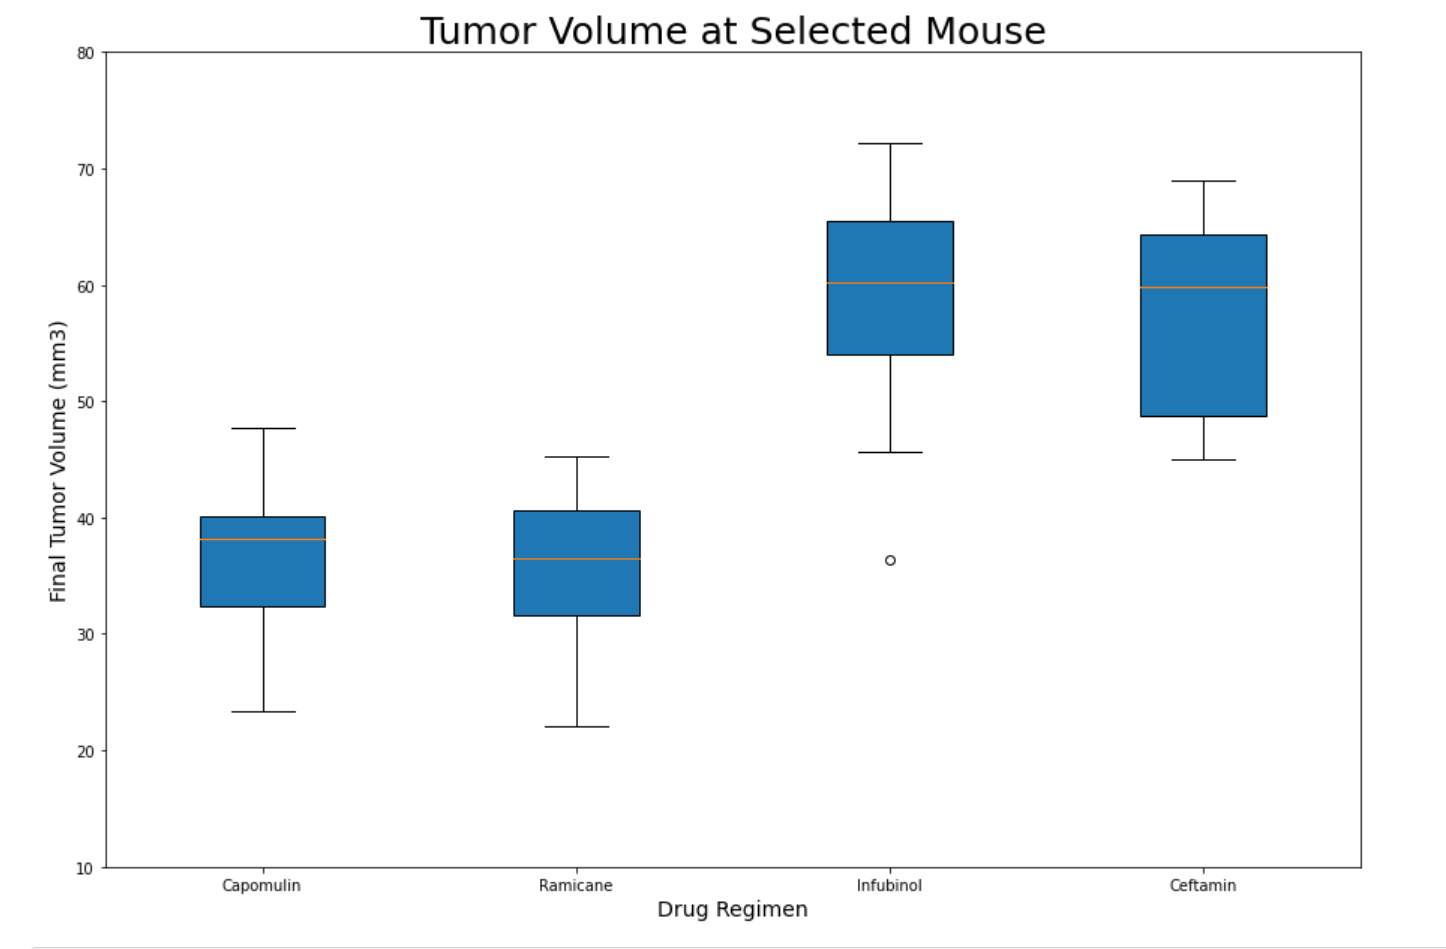 Tumor Volume at Selected Mouse
80
70
60
50
40
30
20
10
Final Tumor Volume (mm3)
Capomulin Ramicane Infubinol Ceftamin
Drug Regimen